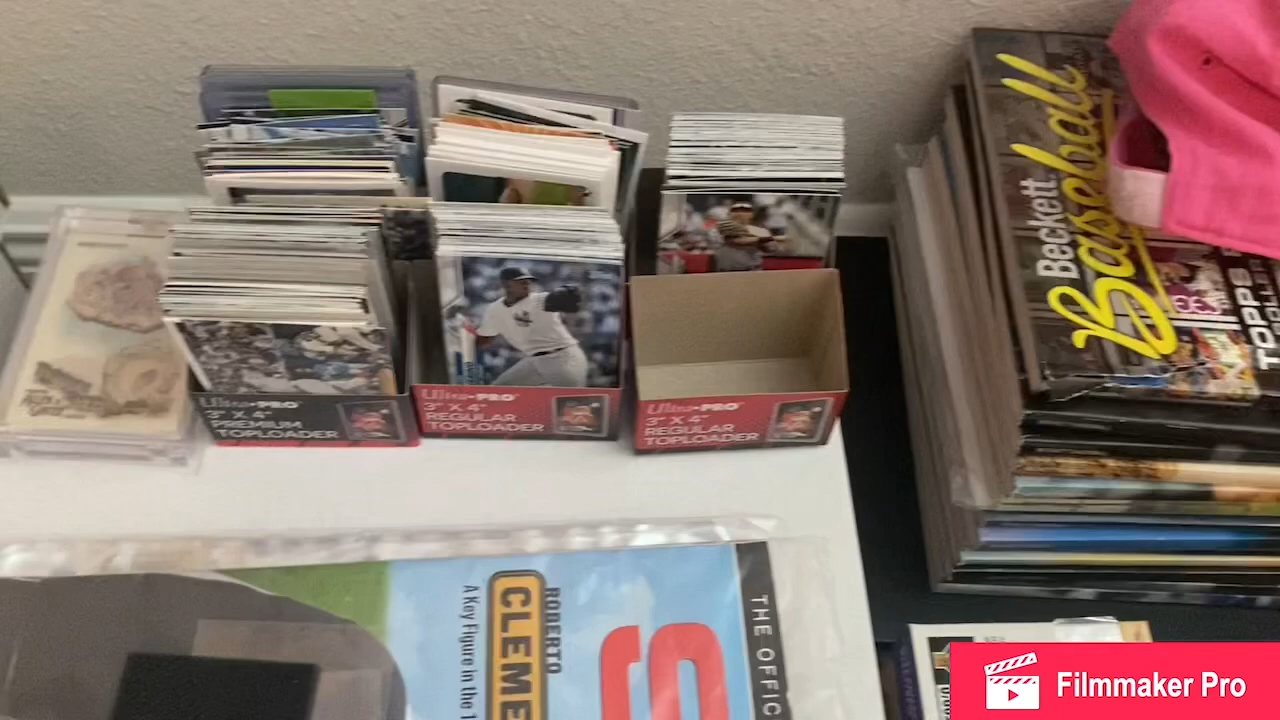 Beckett
Baseball
TOPPS
Ultra-PRO
3" X 4"
PREMIUM
TOPLOADER
Ultra-PRO
3" X 4"
REGULAR
TOPLOADER
Ultra-PRO
3" X 4"
REGULAR
TOPLOADER
ROBERTO
CLEME
A Key Figure in the 1
THE OFFIC
Filmmaker Pro